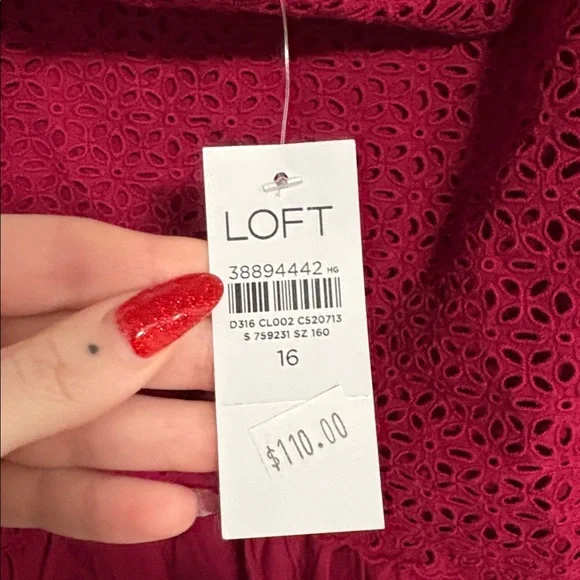 LOFT
38894442 HG
D316 CL002 C520713
S 759231 SZ 160
16
$110.00